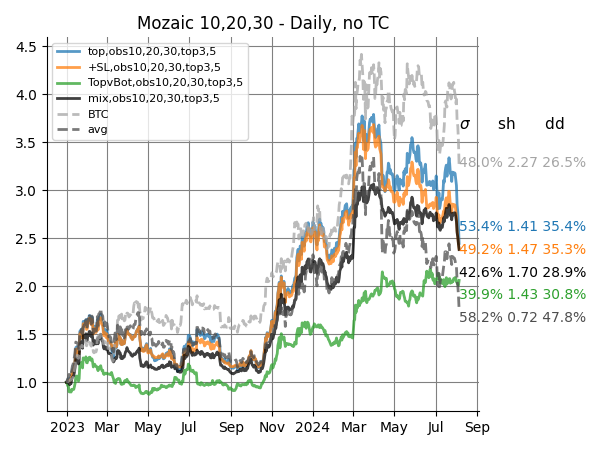 Mozaic 10,20,30 - Daily, no TC
top,obs10,20,30,top3,5
+SL,obs10,20,30,top3,5
TopvBot,obs10,20,30,top3,5
mix,obs10,20,30,top3,5
BTC
avg
4.5
4.0
3.5
3.0
2.5
2.0
1.5
1.0
σ sh dd
48.0% 2.27 26.5%
53.4% 1.41 35.4%
49.2% 1.47 35.3%
42.6% 1.70 28.9%
39.9% 1.43 30.8%
58.2% 0.72 47.8%
2023 Mar May Jul Sep Nov 2024 Mar May Jul Sep